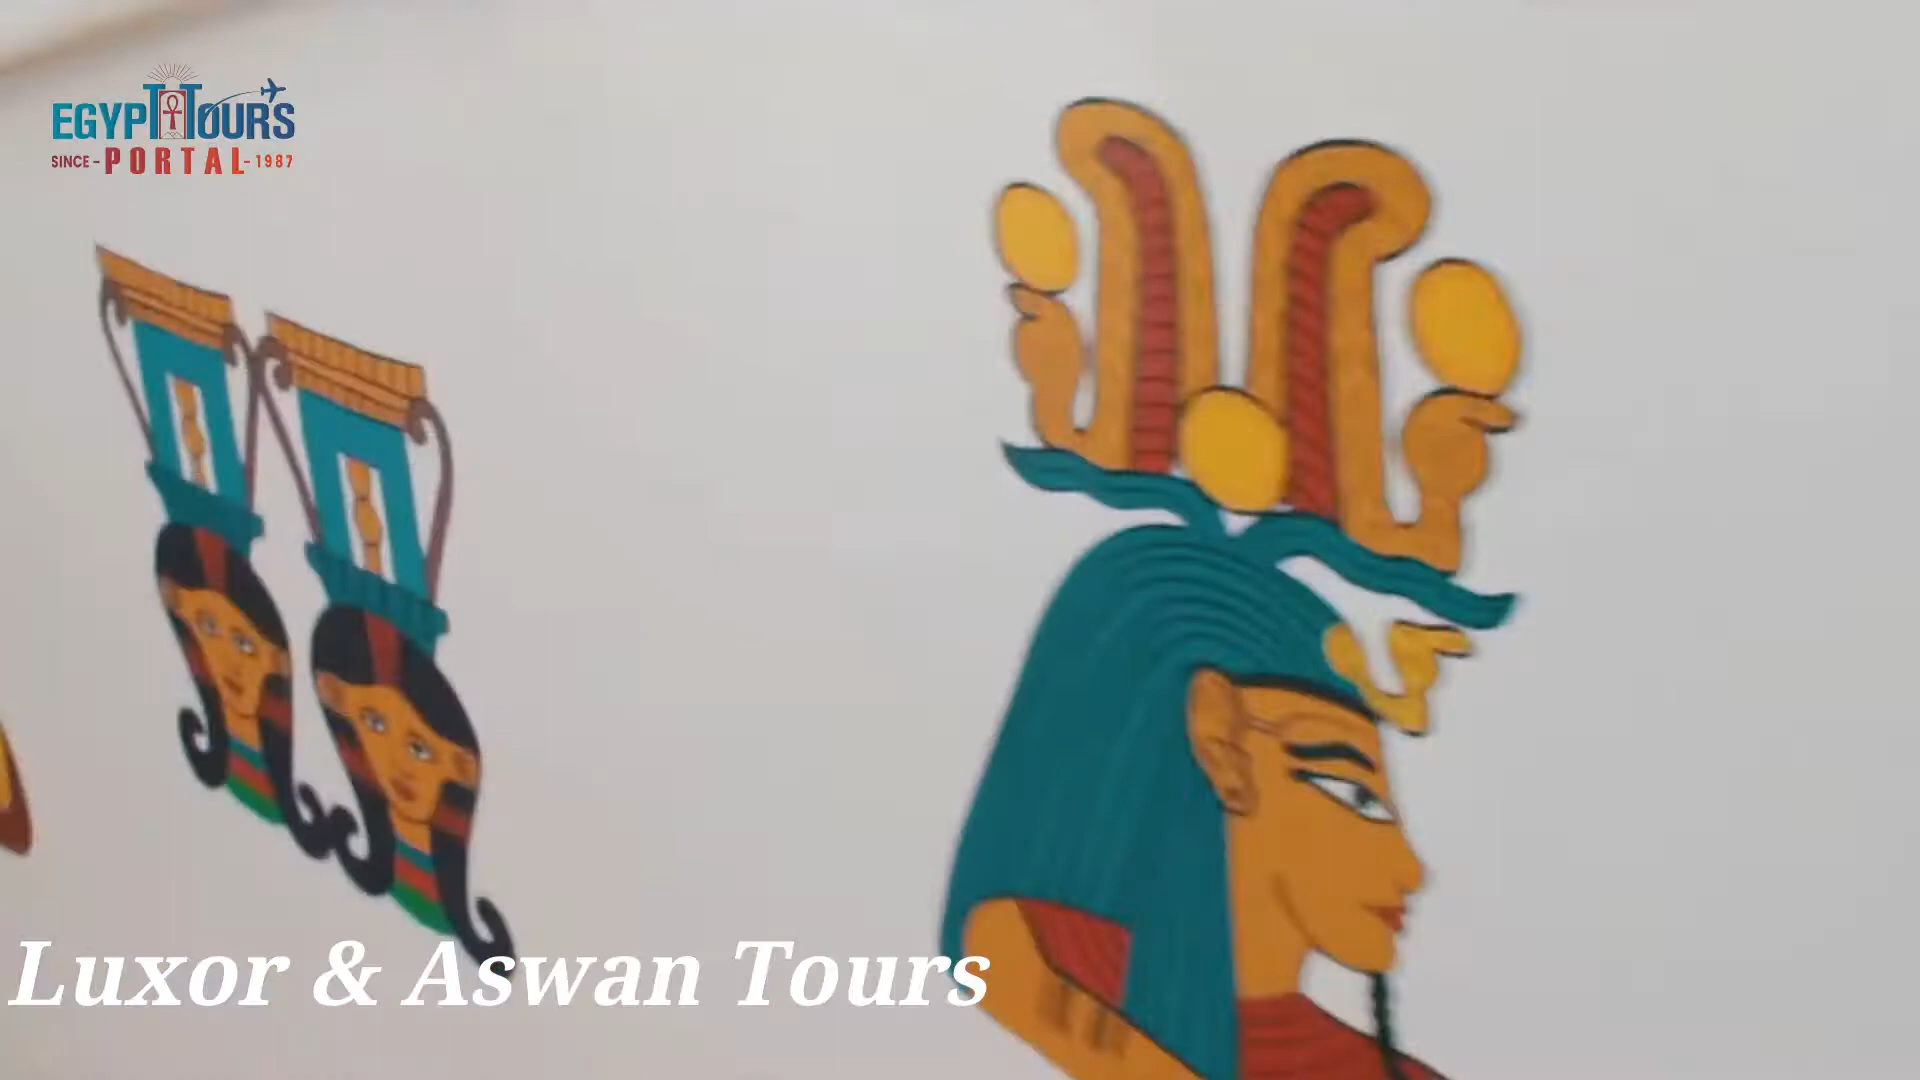 EGYPT TOURS
SINCE - PORTAL - 1987
Luxor & Aswan Tours